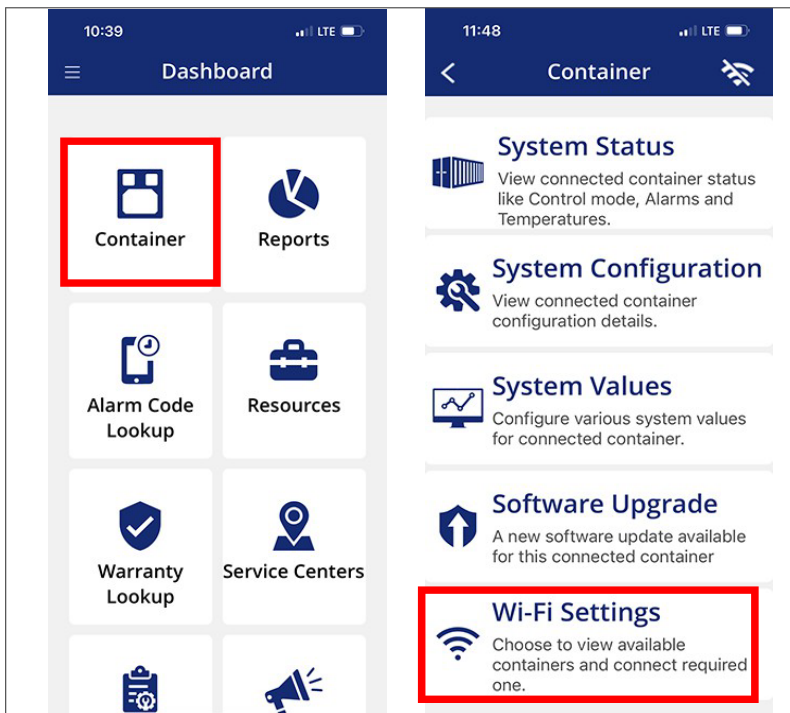 10:39
LTE
Dashboard
Container
Reports
Alarm Code
Lookup
Resources
Warranty
Lookup
Service Centers
11:48
LTE
Container
System Status
View connected container status
like Control mode, Alarms and
Temperatures.
System Configuration
View connected container
configuration details.
System Values
Configure various system values
for connected container.
Software Upgrade
A new software update available
for this connected container
Wi-Fi Settings
Choose to view available
containers and connect required
one.